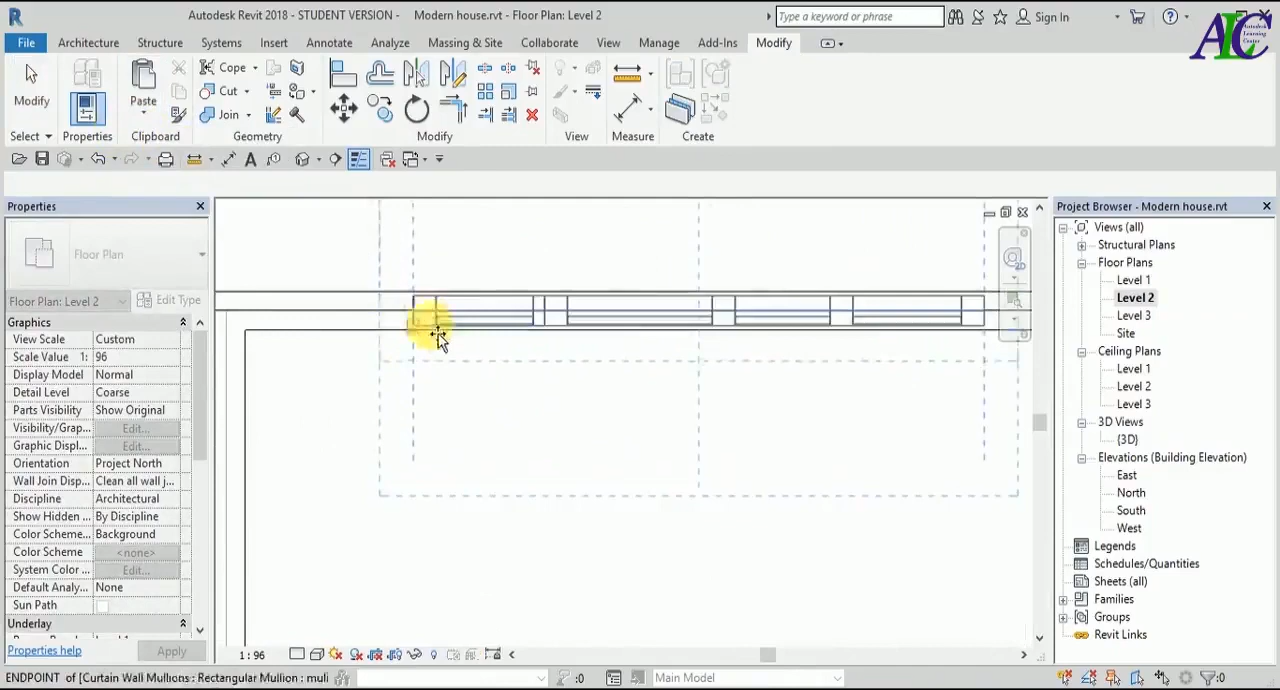 Autodesk Revit 2018 - STUDENT VERSION - Modern house.rvt - Floor Plan: Level 2
Type a keyword or phrase
Sign In
ALC
Autodesk
Learning
Center
File Architecture Structure Systems Insert Annotate Analyze Massing & Site Collaborate View Manage Add-Ins Modify
Modify
Paste
Cope
Cut
Join
Select Properties Clipboard Geometry Modify View Measure Create
Properties
Floor Plan
Floor Plan: Level 2
Edit Type
Graphics
View Scale Custom
Scale Value 1: 96
Display Model Normal
Detail Level Coarse
Parts Visibility Show Original
Visibility/Grap... Edit...
Graphic Displ... Edit...
Orientation Project North
Wall Join Disp... Clean all wall j...
Discipline Architectural
Show Hidden ... By Discipline
Color Scheme... Background
Color Scheme <none>
System Color ... Edit...
Default Analy... None
Sun Path
Underlay
Properties help
Apply
2D
1 : 96
Project Browser - Modern house.rvt
Views (all)
Structural Plans
Floor Plans
Level 1
Level 2
Level 3
Site
Ceiling Plans
Level 1
Level 2
Level 3
3D Views
{3D}
Elevations (Building Elevation)
East
North
South
West
Legends
Schedules/Quantities
Sheets (all)
Families
Groups
Revit Links
ENDPOINT of [Curtain Wall Mullions : Rectangular Mullion : mull
:0
Main Model
:0